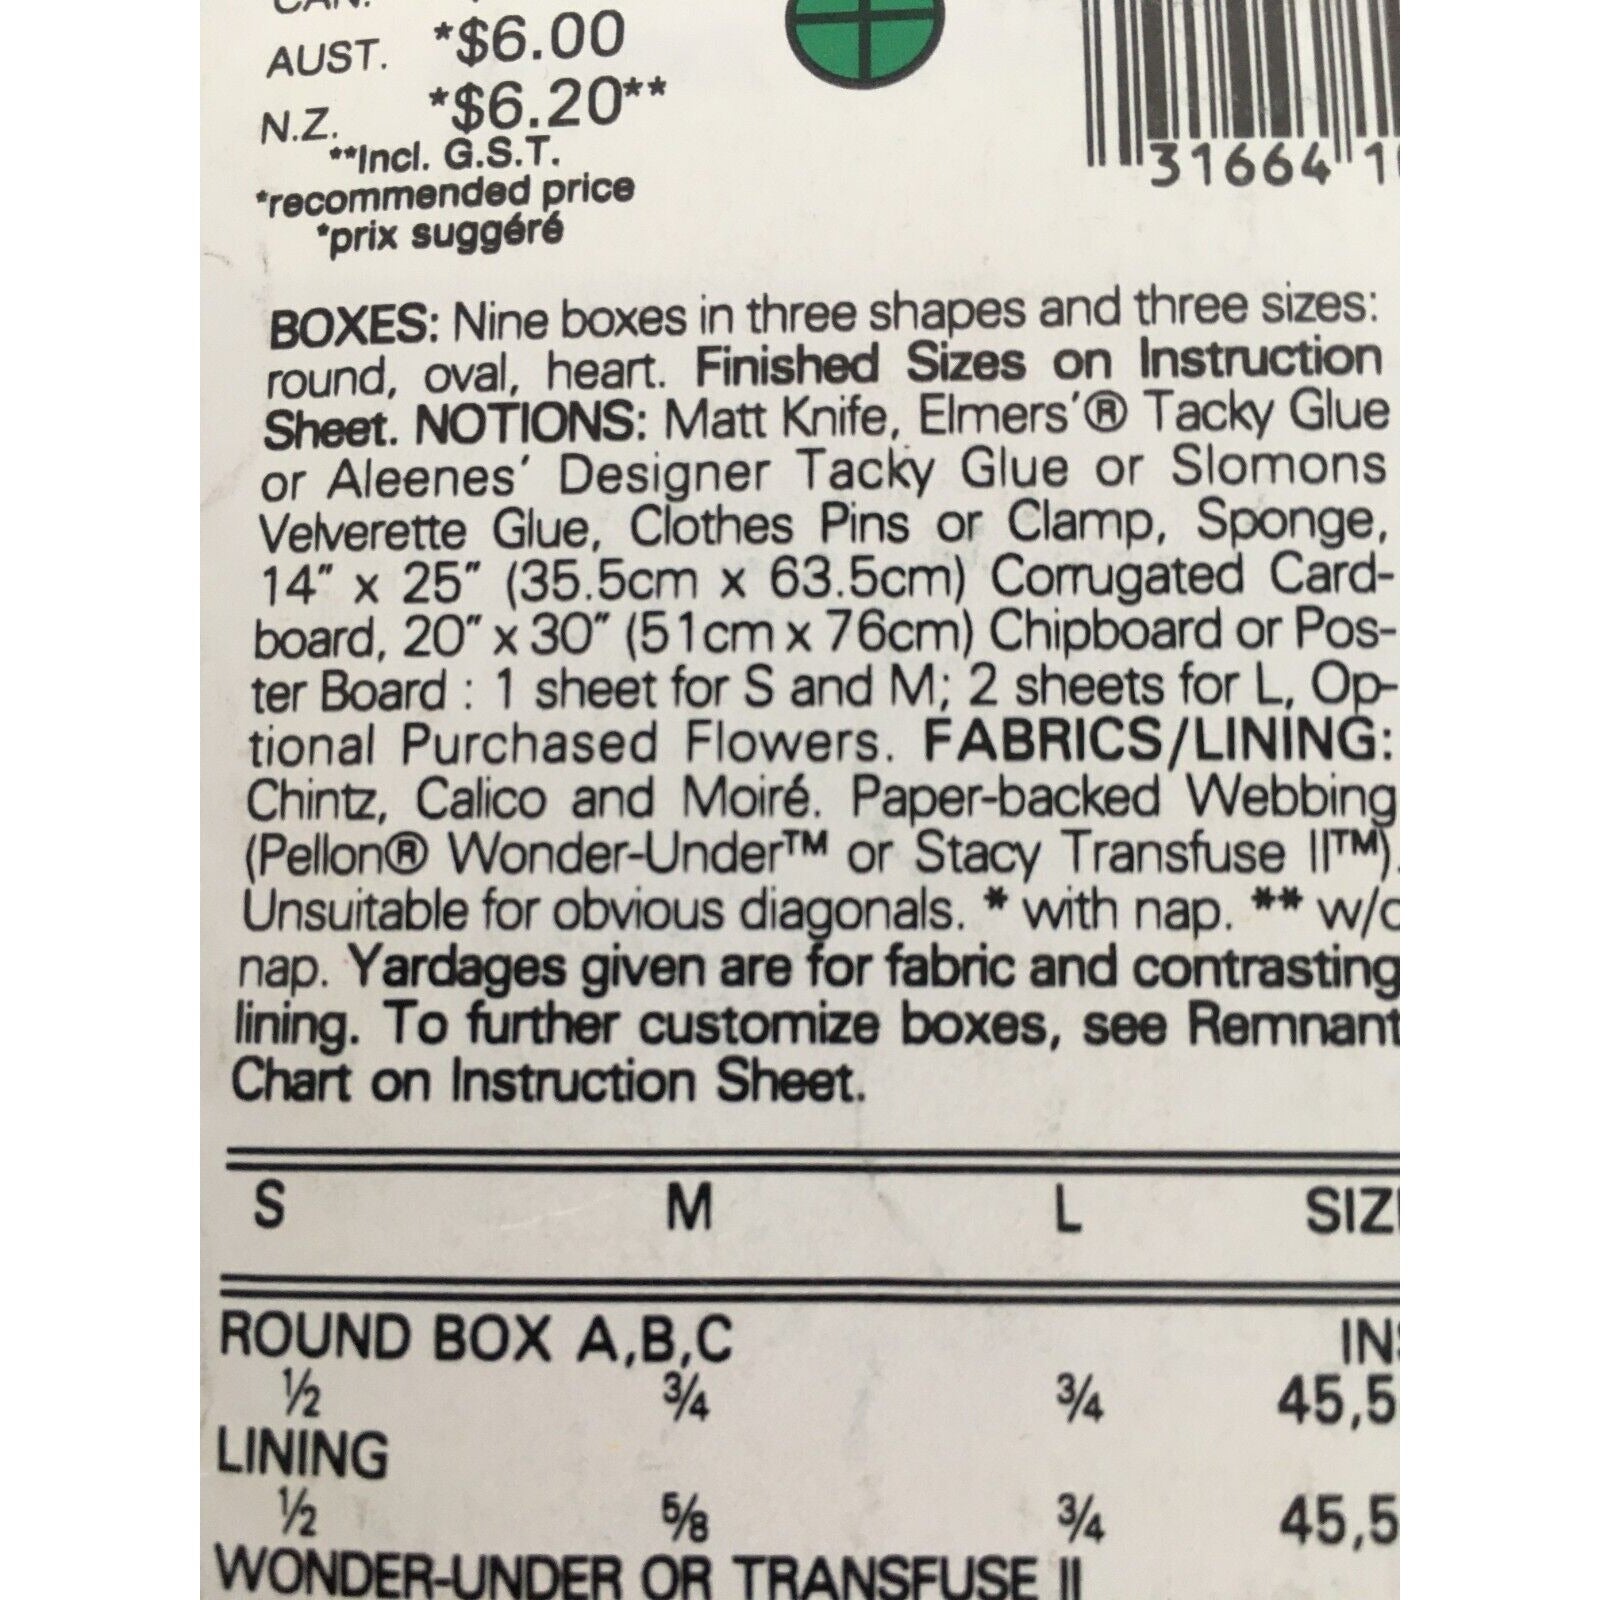 CAN.
AUST. *$6.00
N.Z. *$6.20**
**Incl. G.S.T.
*recommended price
*prix suggéré
31664
BOXES: Nine boxes in three shapes and three sizes:
round, oval, heart. Finished Sizes on Instruction
Sheet. NOTIONS: Matt Knife, Elmers'® Tacky Glue
or Aleenes' Designer Tacky Glue or Slomons
Velverette Glue, Clothes Pins or Clamp, Sponge,
14" x 25" (35.5cm x 63.5cm) Corrugated Card-
board, 20" x 30" (51cm x 76cm) Chipboard or Pos-
ter Board : 1 sheet for S and M; 2 sheets for L, Op-
tional Purchased Flowers. FABRICS/LINING:
Chintz, Calico and Moiré. Paper-backed Webbing
(Pellon® Wonder-Under™ or Stacy Transfuse II™).
Unsuitable for obvious diagonals. * with nap. ** w/o
nap. Yardages given are for fabric and contrasting
lining. To further customize boxes, see Remnant
Chart on Instruction Sheet.
S M L SIZ
ROUND BOX A,B,C IN
½ ¾ ¾ 45,5
LINING
½ ⅝ ¾ 45,5
WONDER-UNDER OR TRANSFUSE II